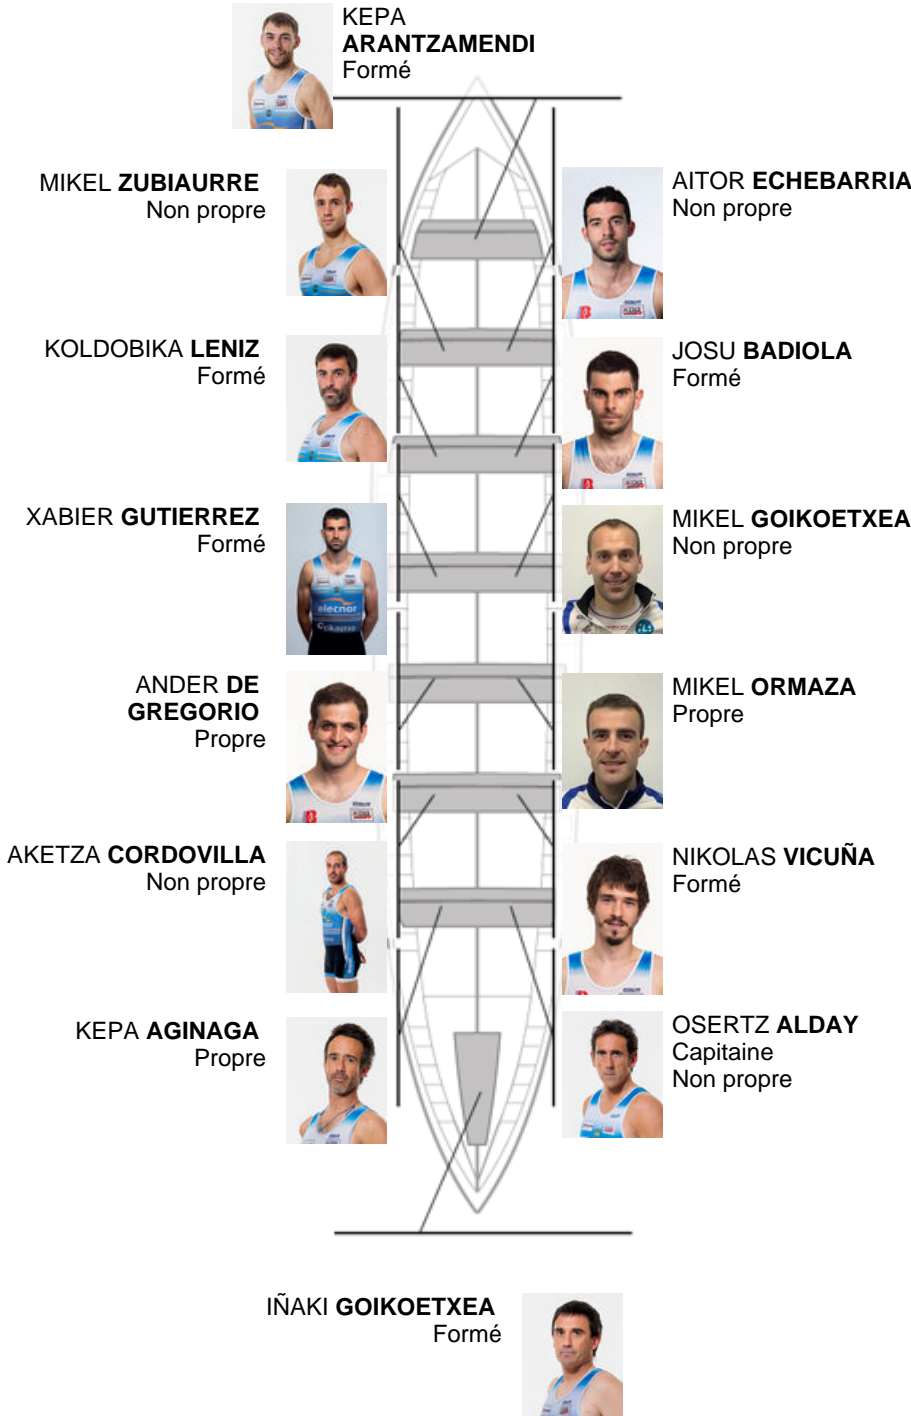 KEPA
ARANTZAMENDI
Formé
MIKEL ZUBIAURRE
Non propre
AITOR ECHEBARRIA
Non propre
KOLDOBIKA LENIZ
Formé
JOSU BADIOLA
Formé
XABIER GUTIERREZ
Formé
elecnor
MIKEL GOIKOETXEA
Non propre
ANDER DE
GREGORIO
Propre
MIKEL ORMAZA
Propre
AKETZA CORDOVILLA
Non propre
NIKOLAS VICUÑA
Formé
KEPA AGINAGA
Propre
OSERTZ ALDAY
Capitaine
Non propre
IÑAKI GOIKOETXEA
Formé